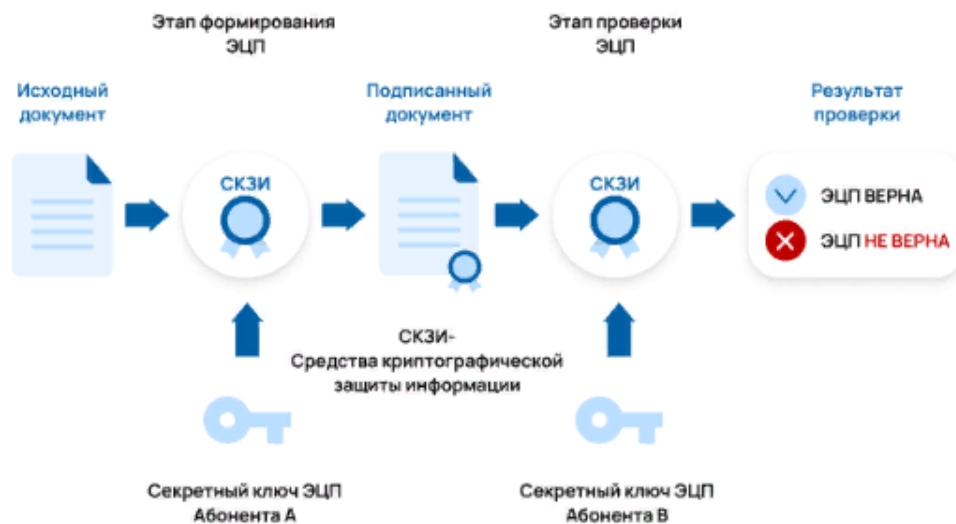 Этап формирования
ЭЦП
Этап проверки
ЭЦП
Исходный
документ
Подписанный
документ
Результат
проверки
СКЗИ
СКЗИ
ЭЦП ВЕРНА
ЭЦП НЕ ВЕРНА
СКЗИ-
Средства криптографической
защиты информации
Секретный ключ ЭЦП
Абонента А
Секретный ключ ЭЦП
Абонента В